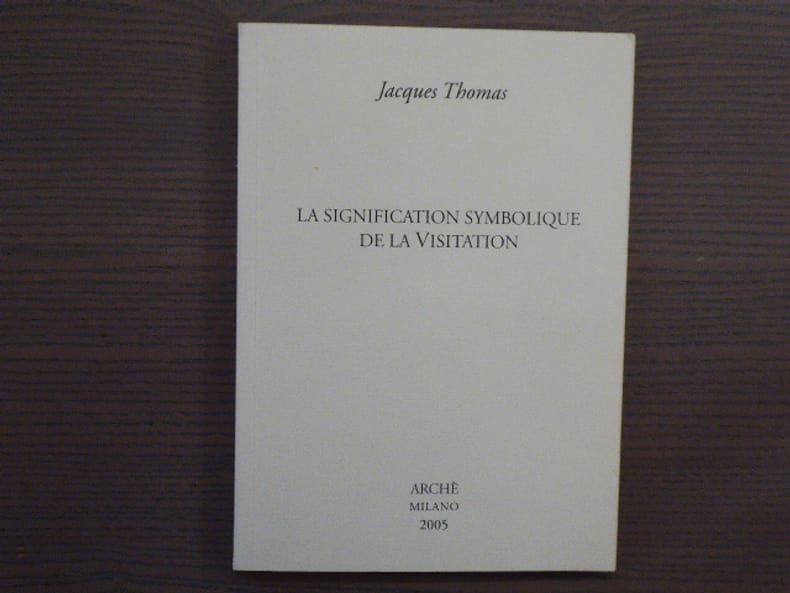 Jacques Thomas
LA SIGNIFICATION SYMBOLIQUE
DE LA VISITATION
ARCHÈ
MILANO
2005